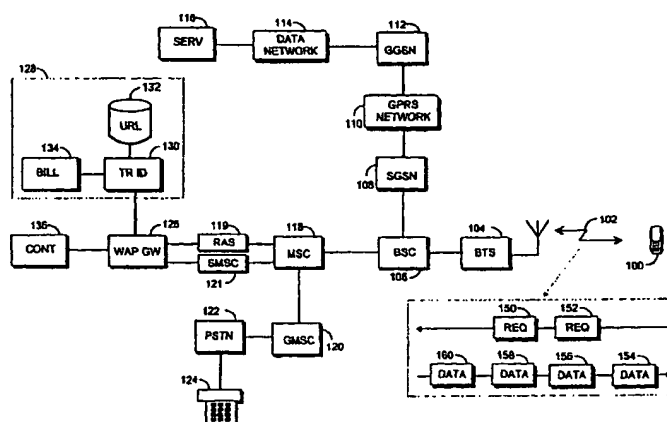 116
SERV
114
DATA
NETWORK
112
GGSN
128
132
URL
110
GPRS
NETWORK
134
BILL
130
TR ID
108
SGSN
136
CONT
126
WAP GW
119
RAS
SMSC
121
118
MSC
BSC
106
104
BTS
102
100
122
PSTN
GMSC
120
124
150
REQ
152
REQ
160
DATA
158
DATA
156
DATA
154
DATA